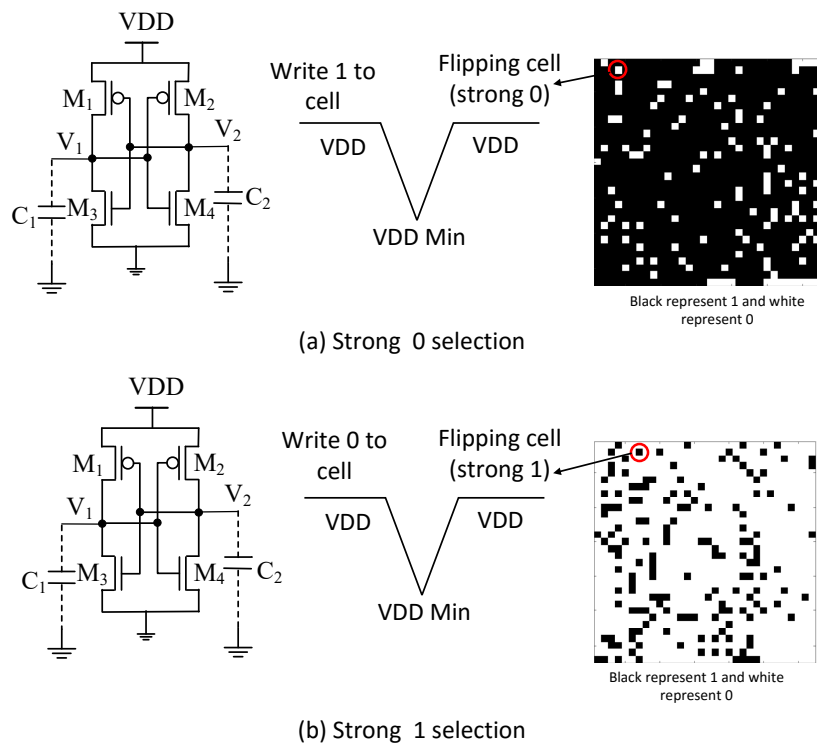 VDD
Write 1 to
cell
Flipping cell
(strong 0)
M1
M2
V1
V2
VDD
VDD
C1
M3
M4
C2
VDD Min
Black represent 1 and white
represent 0
(a) Strong 0 selection
VDD
Write 0 to
cell
Flipping cell
(strong 1)
M1
M2
V1
V2
VDD
VDD
C1
M3
M4
C2
VDD Min
Black represent 1 and white
represent 0
(b) Strong 1 selection